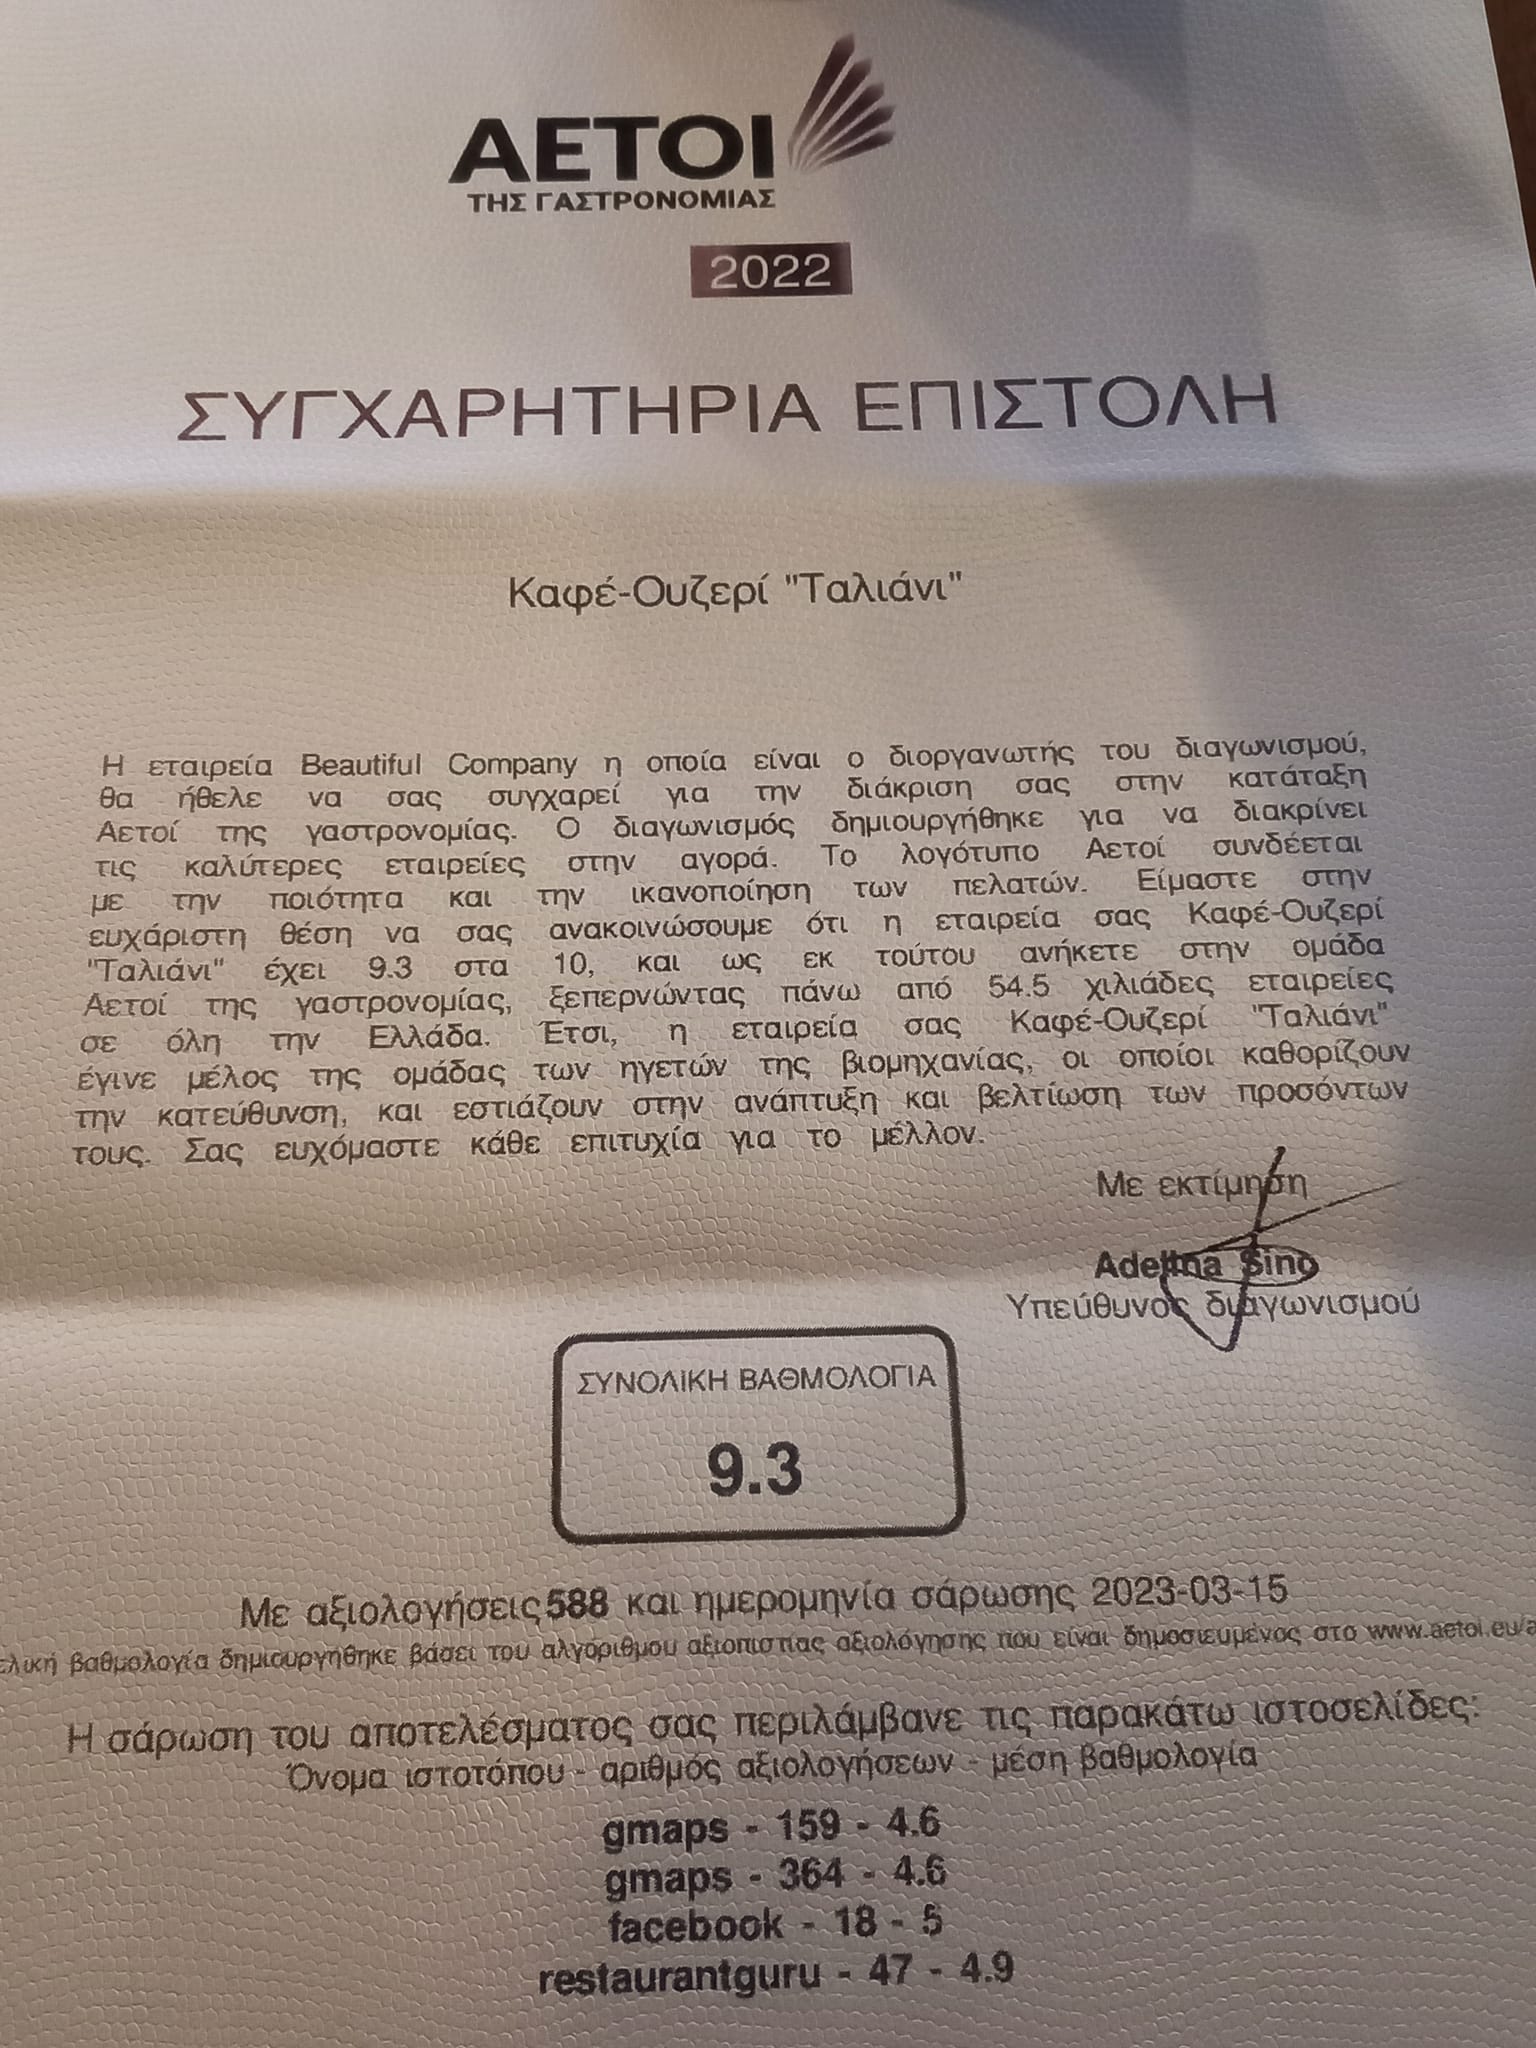 ΑΕΤΟΙ
ΤΗΣ ΓΑΣΤΡΟΝΟΜΙΑΣ
2022
ΣΥΓΧΑΡΗΤΗΡΙΑ ΕΠΙΣΤΟΛΗ
Καφέ-Ουζερί "Ταλιάνι"
Η εταιρεία Beautiful Company η οποία είναι ο διοργανωτής του διαγωνισμού,
θα ήθελε να σας συγχαρεί για την διάκριση σας στην κατάταξη
Αετοί της γαστρονομίας. Ο διαγωνισμός δημιουργήθηκε για να διακρίνει
τις καλύτερες εταιρείες στην αγορά. Το λογότυπο Αετοί συνδέεται
με την ποιότητα και την ικανοποίηση των πελατών. Είμαστε στην
ευχάριστη θέση να σας ανακοινώσουμε ότι η εταιρεία σας Καφέ-Ουζερί
"Ταλιάνι" έχει 9.3 στα 10, και ως εκ τούτου ανήκετε στην ομάδα
Αετοί της γαστρονομίας, ξεπερνώντας πάνω από 54.5 χιλιάδες εταιρείες
σε όλη την Ελλάδα. Έτσι, η εταιρεία σας Καφέ-Ουζερί "Ταλιάνι"
έγινε μέλος της ομάδας των ηγετών της βιομηχανίας, οι οποίοι καθορίζουν
την κατεύθυνση, και εστιάζουν στην ανάπτυξη και βελτίωση των προσόντων
τους. Σας ευχόμαστε κάθε επιτυχία για το μέλλον.
Με εκτίμηση
Adelina Sino
Υπεύθυνος διαγωνισμού
ΣΥΝΟΛΙΚΗ ΒΑΘΜΟΛΟΓΙΑ
9.3
Με αξιολογήσεις588 και ημερομηνία σάρωσης 2023-03-15
βαθμολογία δημιουργήθηκε βάσει του αλγόριθμου αξιοπιστίας αξιολόγησης που είναι δημοσιευμένος στο www.aetoi.eu/a
Η σάρωση του αποτελέσματος σας περιλάμβανε τις παρακάτω ιστοσελίδες:
Όνομα ιστοτόπου - αριθμός αξιολογήσεων - μέση βαθμολογία
gmaps - 159 - 4.6
gmaps - 364 - 4.6
facebook - 18 - 5
restaurantguru - 47 - 4.9